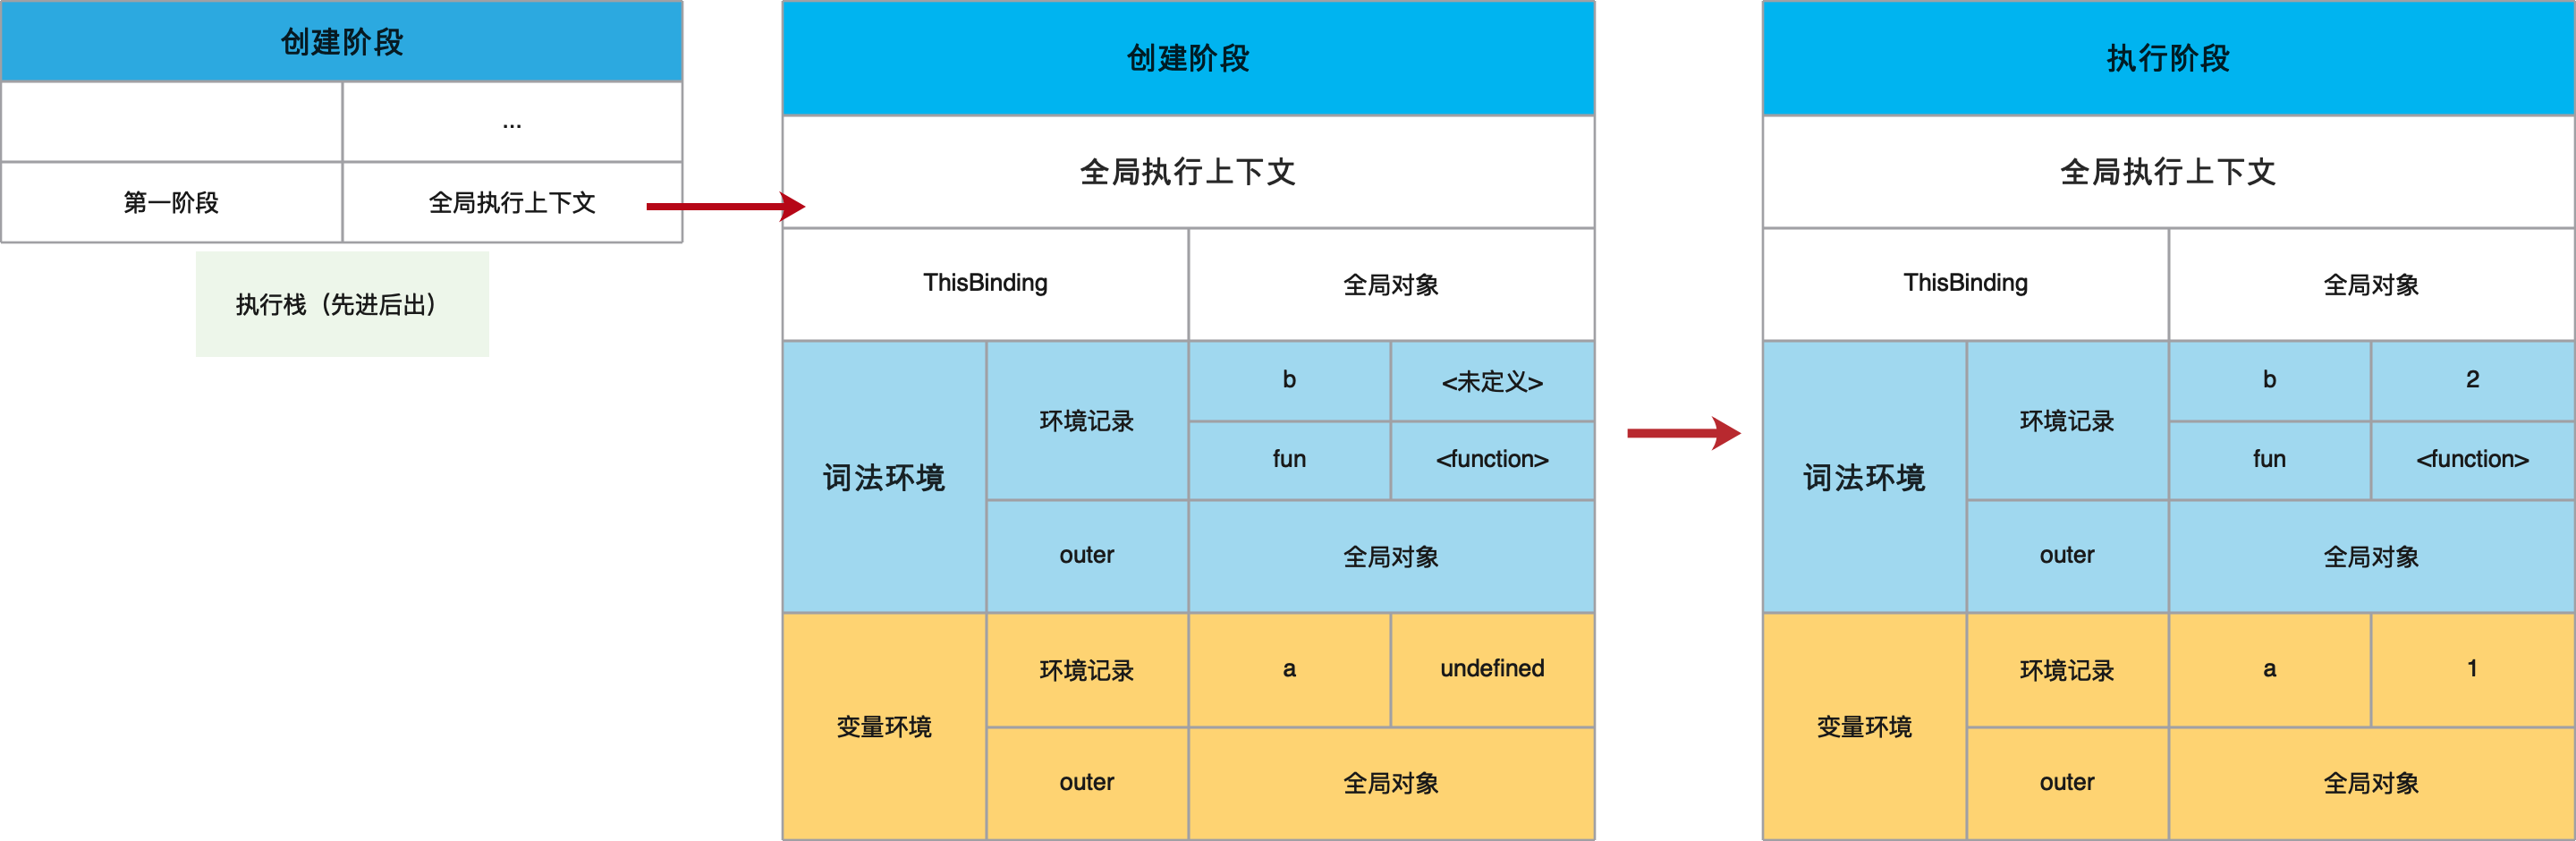 创建阶段
...
第一阶段
全局执行上下文
执行栈（先进后出）
创建阶段
全局执行上下文
ThisBinding
全局对象
词法环境
环境记录
b
<未定义>
fun
<function>
outer
全局对象
变量环境
环境记录
a
undefined
outer
全局对象
执行阶段
全局执行上下文
ThisBinding
全局对象
词法环境
环境记录
b
2
fun
<function>
outer
全局对象
变量环境
环境记录
a
1
outer
全局对象